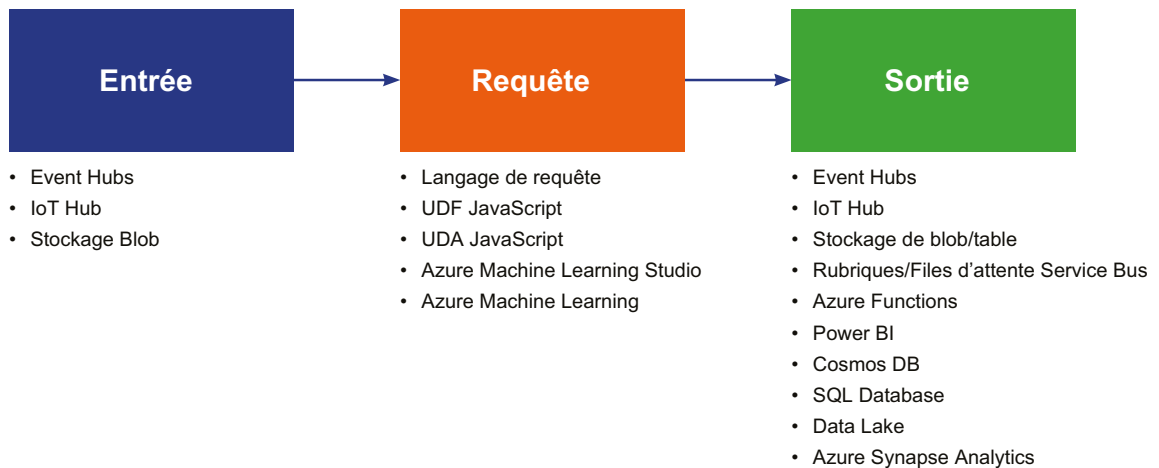 Entrée
• Event Hubs
• IoT Hub
• Stockage Blob
Requête
• Langage de requête
• UDF JavaScript
• UDA JavaScript
• Azure Machine Learning Studio
• Azure Machine Learning
Sortie
• Event Hubs
• IoT Hub
• Stockage de blob/table
• Rubriques/Files d’attente Service Bus
• Azure Functions
• Power BI
• Cosmos DB
• SQL Database
• Data Lake
• Azure Synapse Analytics